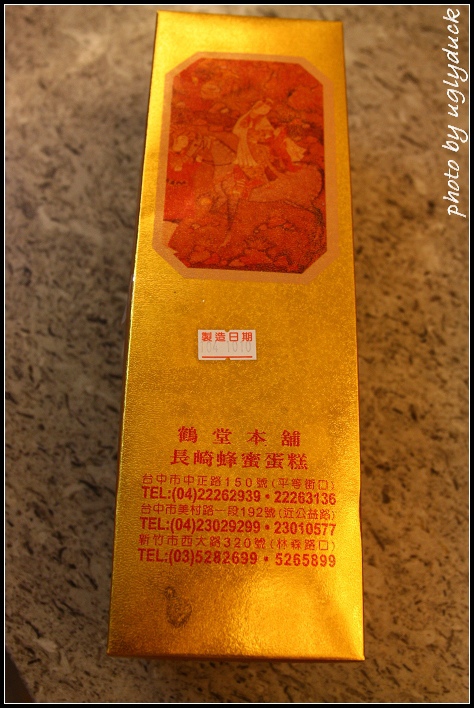 photo by uglyduck
製造日期
鶴堂本舖
長崎蜂蜜蛋糕
台中市中正路150號(平等街口)
TEL:(04)22262939・22263136
台中市美村路一段192號(近公益路)
TEL:(04)23029299・23010577
新竹市西大路320號(林森路口)
TEL:(03)5282699・5265899